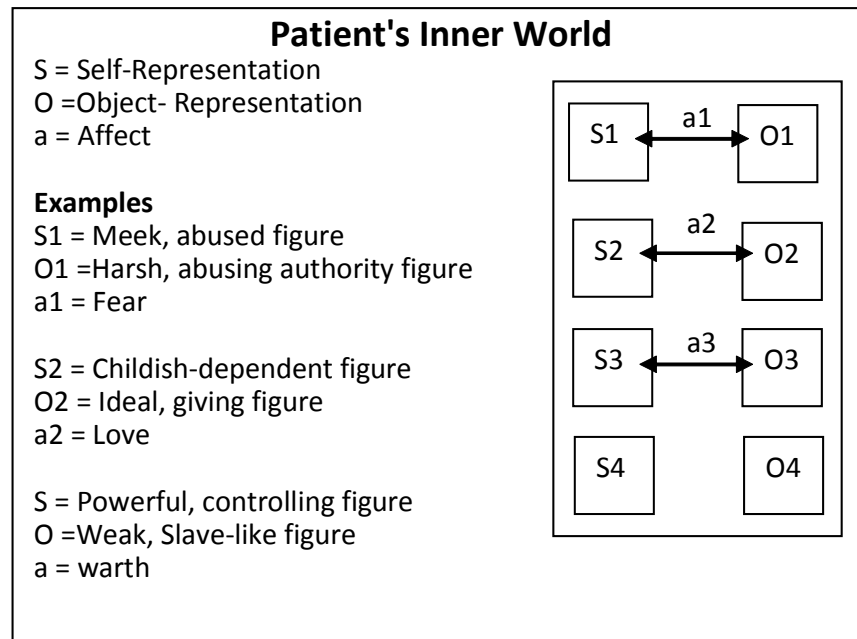 Patient's Inner World
S = Self-Representation
O =Object- Representation
a = Affect
Examples
S1 = Meek, abused figure
O1 =Harsh, abusing authority figure
a1 = Fear
S2 = Childish-dependent figure
O2 = Ideal, giving figure
a2 = Love
S = Powerful, controlling figure
O =Weak, Slave-like figure
a = warth
S1 a1 O1
S2 a2 O2
S3 a3 O3
S4 O4